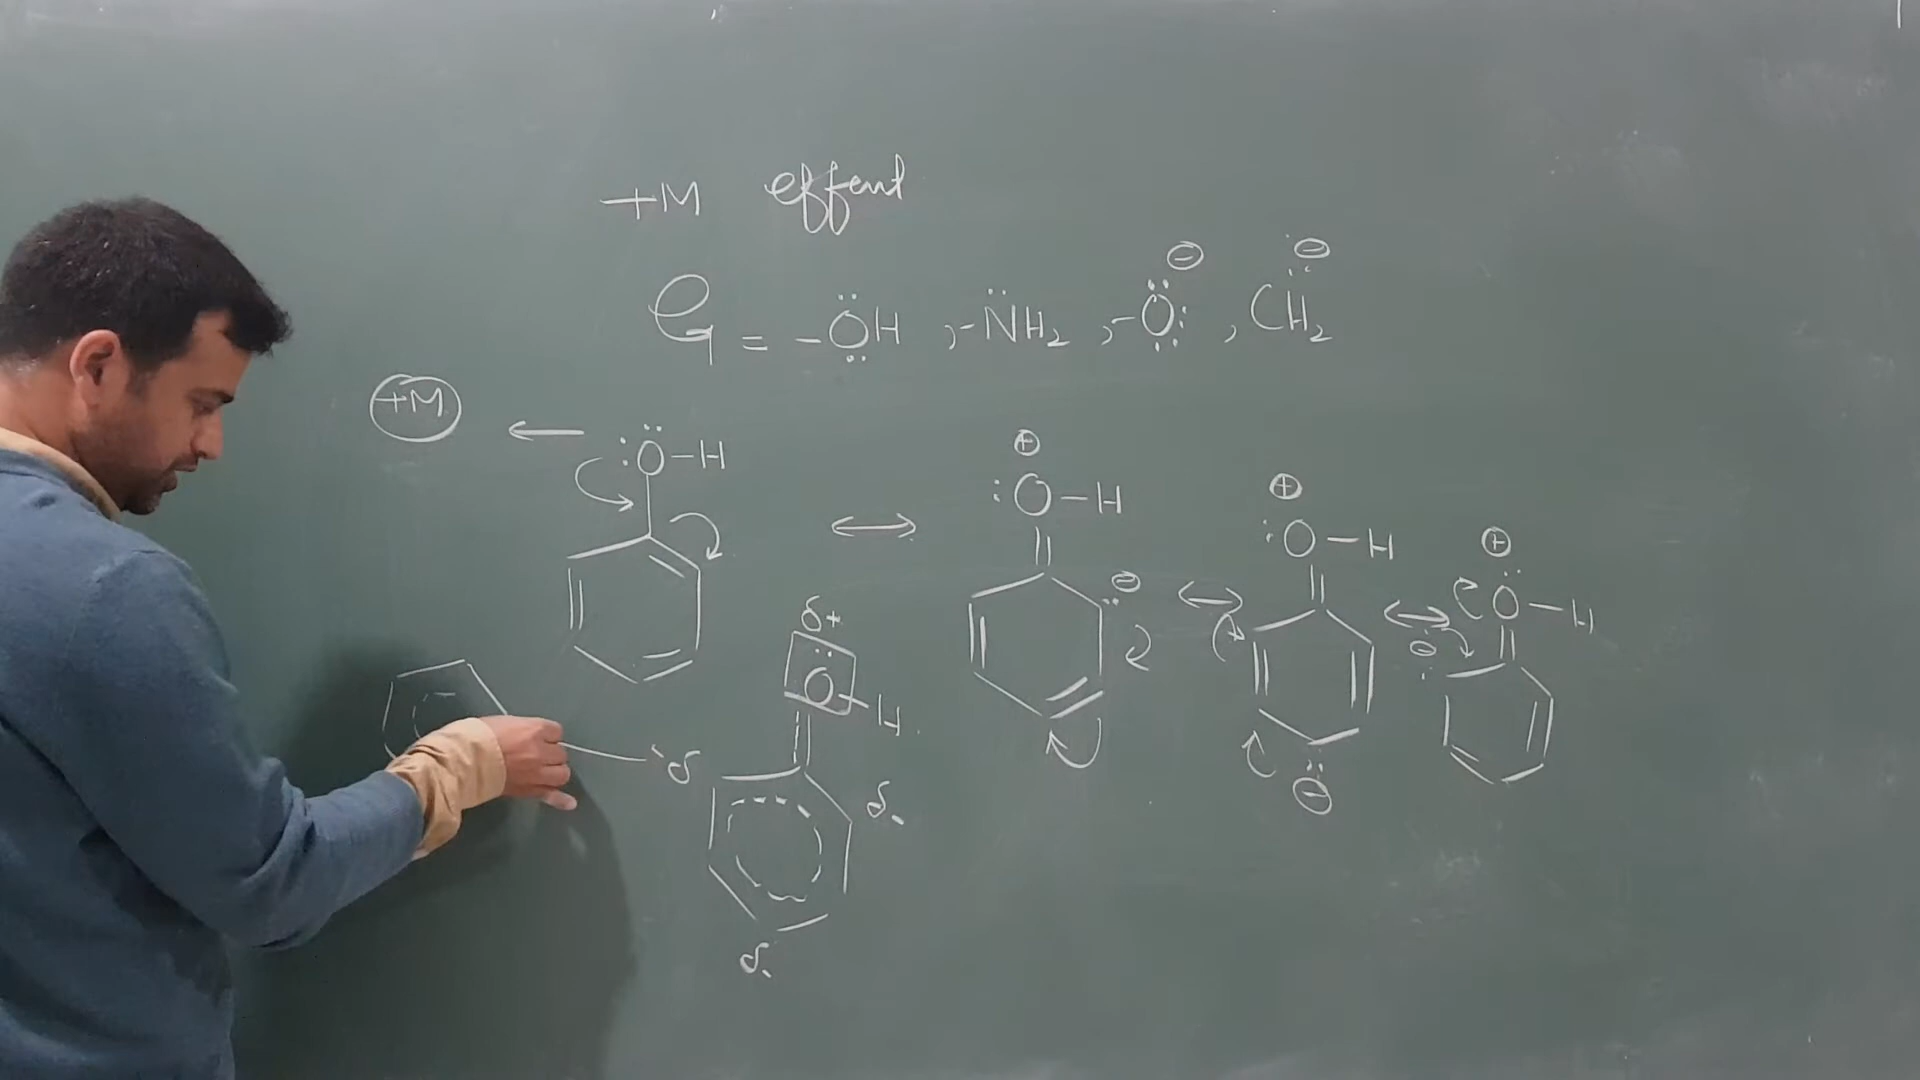 +M effect
G = -ÖH , -N̈H₂ , -Ö:⊖ , C̈H₂⊖
+M
:Ö-H
⊕
:O-H
⊖
⊕
:O-H
⊖
⊕
Ö-H
⊖
δ+
Ö-H
δ-
δ-
δ-